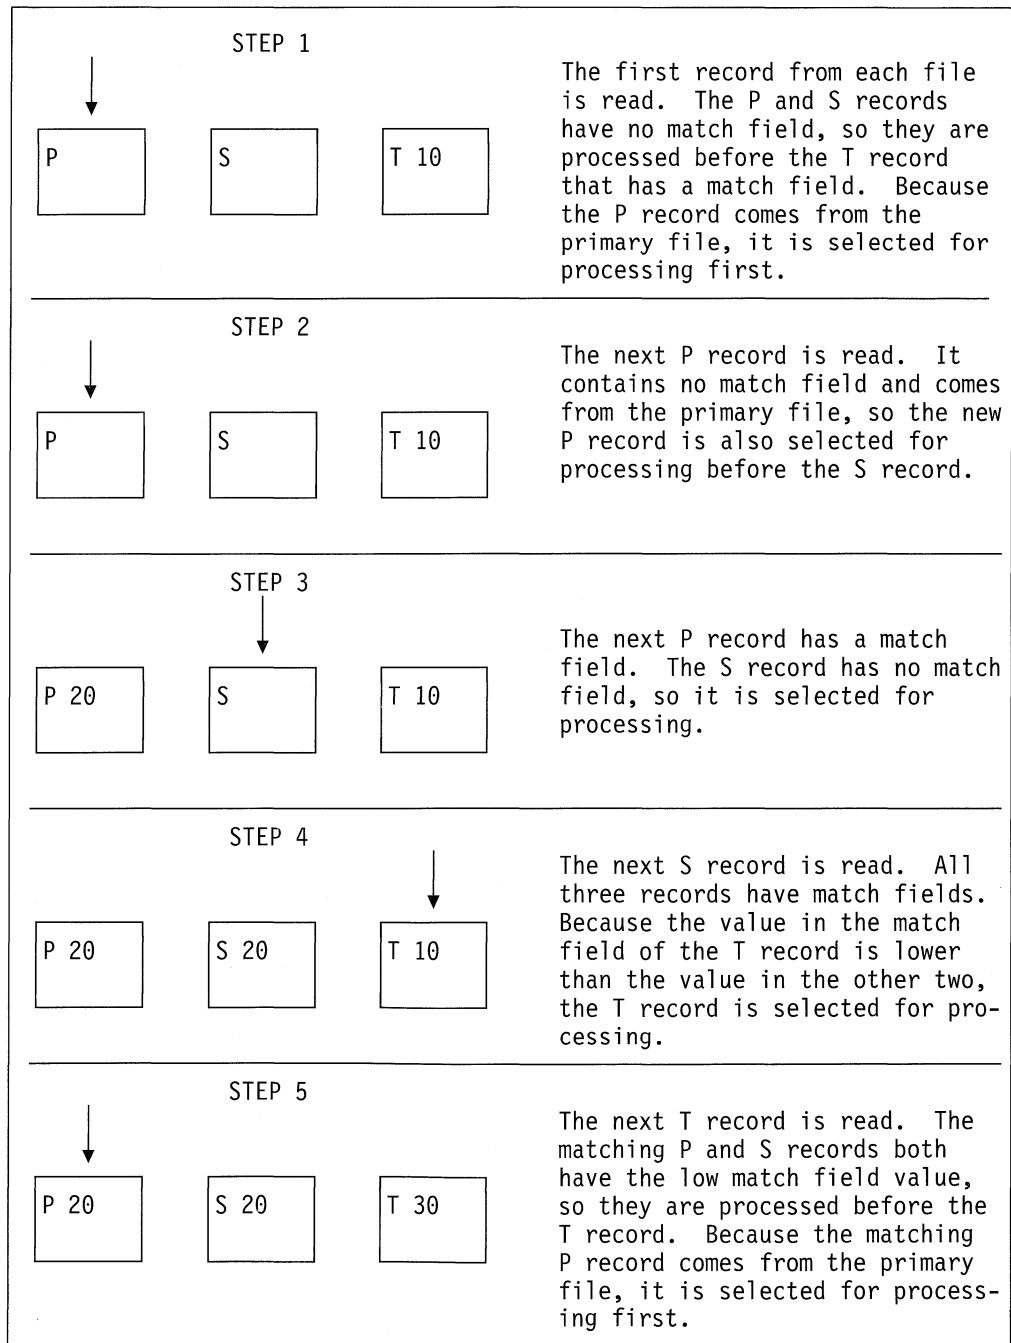 STEP 1
The first record from each file
is read.  The P and S records
have no match field, so they are
processed before the T record
that has a match field.  Because
the P record comes from the
primary file, it is selected for
processing first.
P
S
T 10
STEP 2
The next P record is read.  It
contains no match field and comes
from the primary file, so the new
P record is also selected for
processing before the S record.
P
S
T 10
STEP 3
The next P record has a match
field.  The S record has no match
field, so it is selected for
processing.
P 20
S
T 10
STEP 4
The next S record is read.  All
three records have match fields.
Because the value in the match
field of the T record is lower
than the value in the other two,
the T record is selected for pro-
cessing.
P 20
S 20
T 10
STEP 5
The next T record is read.  The
matching P and S records both
have the low match field value,
so they are processed before the
T record.  Because the matching
P record comes from the primary
file, it is selected for process-
ing first.
P 20
S 20
T 30